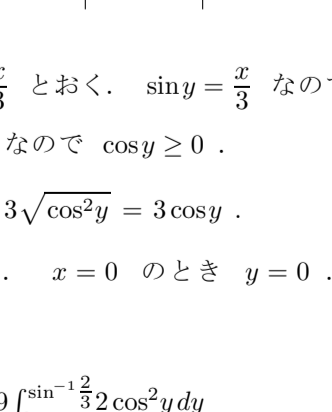 x/3 とおく． sin y = x/3 なので
なので cos y ≥ 0 ．
3√cos²y = 3 cos y ．
． x = 0 のとき y = 0 ．
9∫^{sin⁻¹ 2/3} 2 cos²y dy